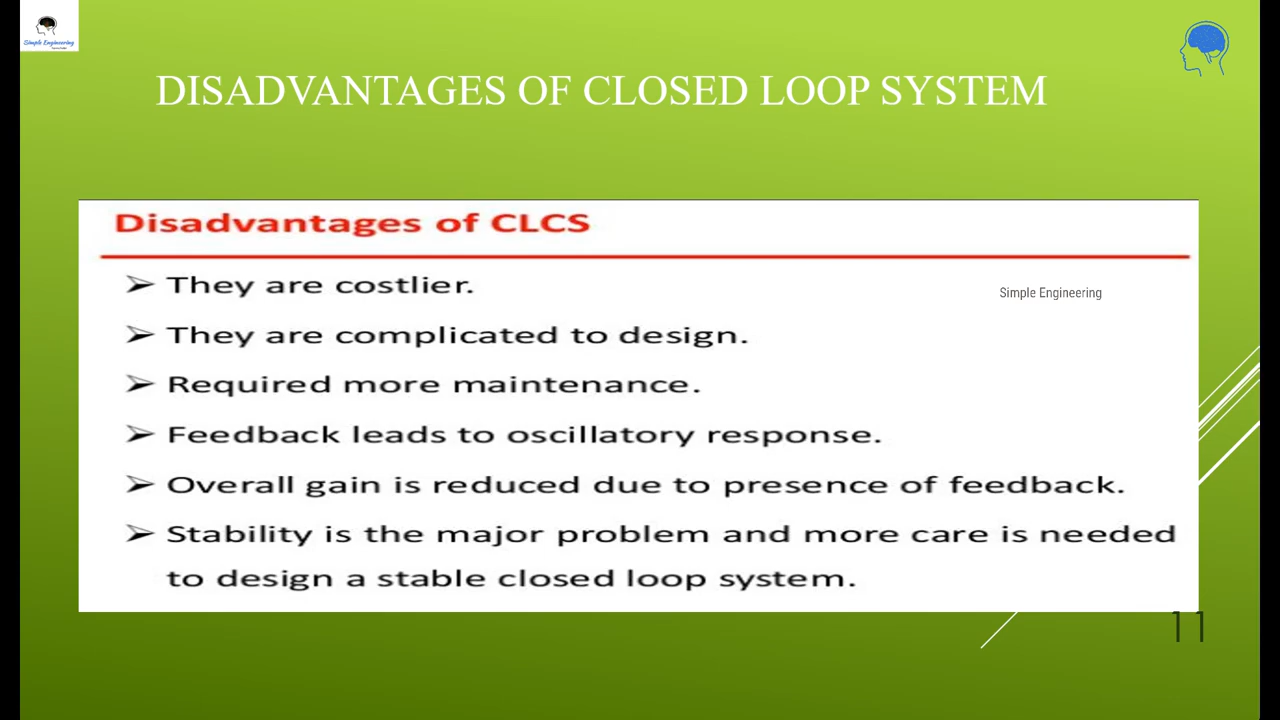 Simple Engineering
DISADVANTAGES OF CLOSED LOOP SYSTEM
Disadvantages of CLCS
➢ They are costlier.
Simple Engineering
➢ They are complicated to design.
➢ Required more maintenance.
➢ Feedback leads to oscillatory response.
➢ Overall gain is reduced due to presence of feedback.
➢ Stability is the major problem and more care is needed
to design a stable closed loop system.
11